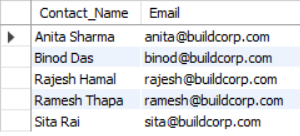 Contact_Name Email
Anita Sharma anita@buildcorp.com
Binod Das binod@buildcorp.com
Rajesh Hamal rajesh@buildcorp.com
Ramesh Thapa ramesh@buildcorp.com
Sita Rai sita@buildcorp.com